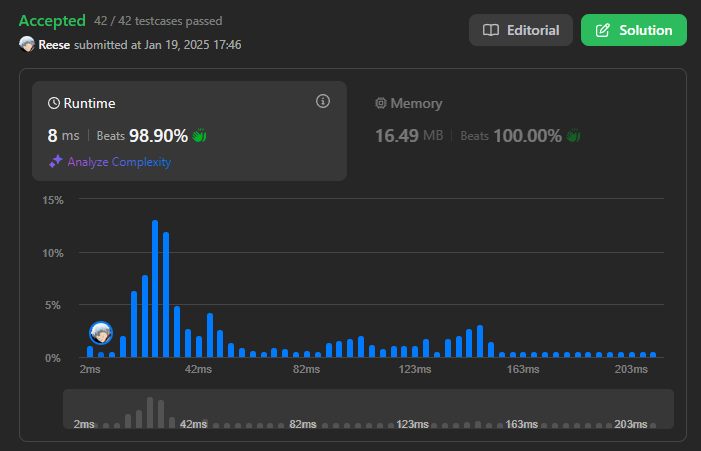 Accepted 42 / 42 testcases passed
Reese submitted at Jan 19, 2025 17:46
Editorial
Solution
Runtime
8 ms | Beats 98.90%
Analyze Complexity
Memory
16.49 MB | Beats 100.00%
15%
10%
5%
0%
2ms 42ms 82ms 123ms 163ms 203ms
2ms 42ms 82ms 123ms 163ms 203ms